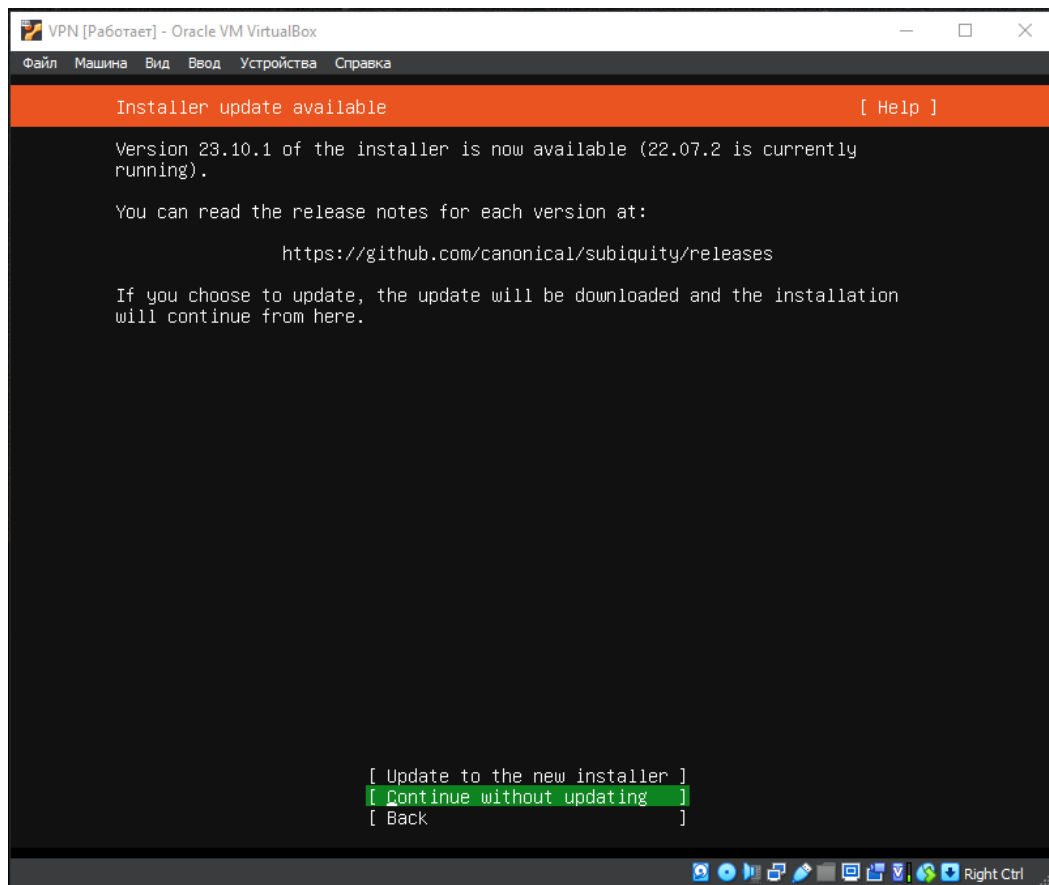 VPN [Работает] - Oracle VM VirtualBox
Файл Машина Вид Ввод Устройства Справка
Installer update available [ Help ]
Version 23.10.1 of the installer is now available (22.07.2 is currently
running).
You can read the release notes for each version at:
https://github.com/canonical/subiquity/releases
If you choose to update, the update will be downloaded and the installation
will continue from here.
[ Update to the new installer ]
[ Continue without updating ]
[ Back ]
Right Ctrl